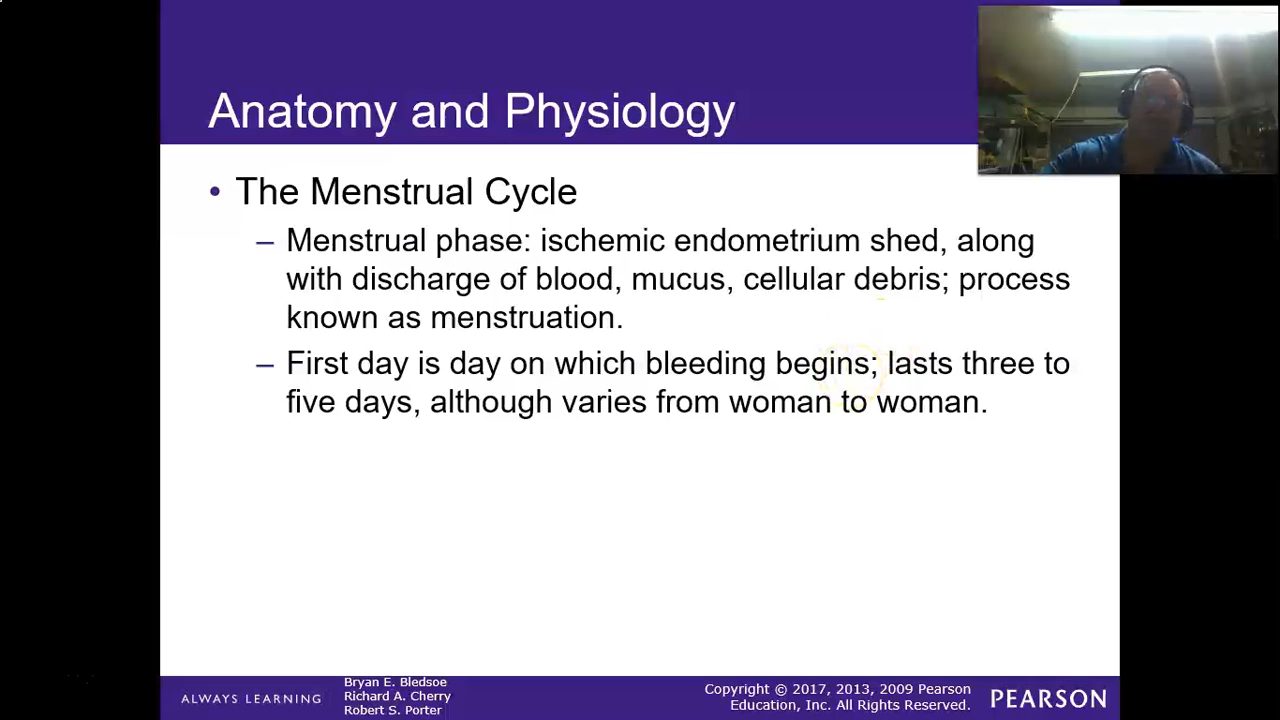 Anatomy and Physiology
• The Menstrual Cycle
– Menstrual phase: ischemic endometrium shed, along
with discharge of blood, mucus, cellular debris; process
known as menstruation.
– First day is day on which bleeding begins; lasts three to
five days, although varies from woman to woman.
ALWAYS LEARNING
Bryan E. Bledsoe
Richard A. Cherry
Robert S. Porter
Copyright © 2017, 2013, 2009 Pearson
Education, Inc. All Rights Reserved.
PEARSON